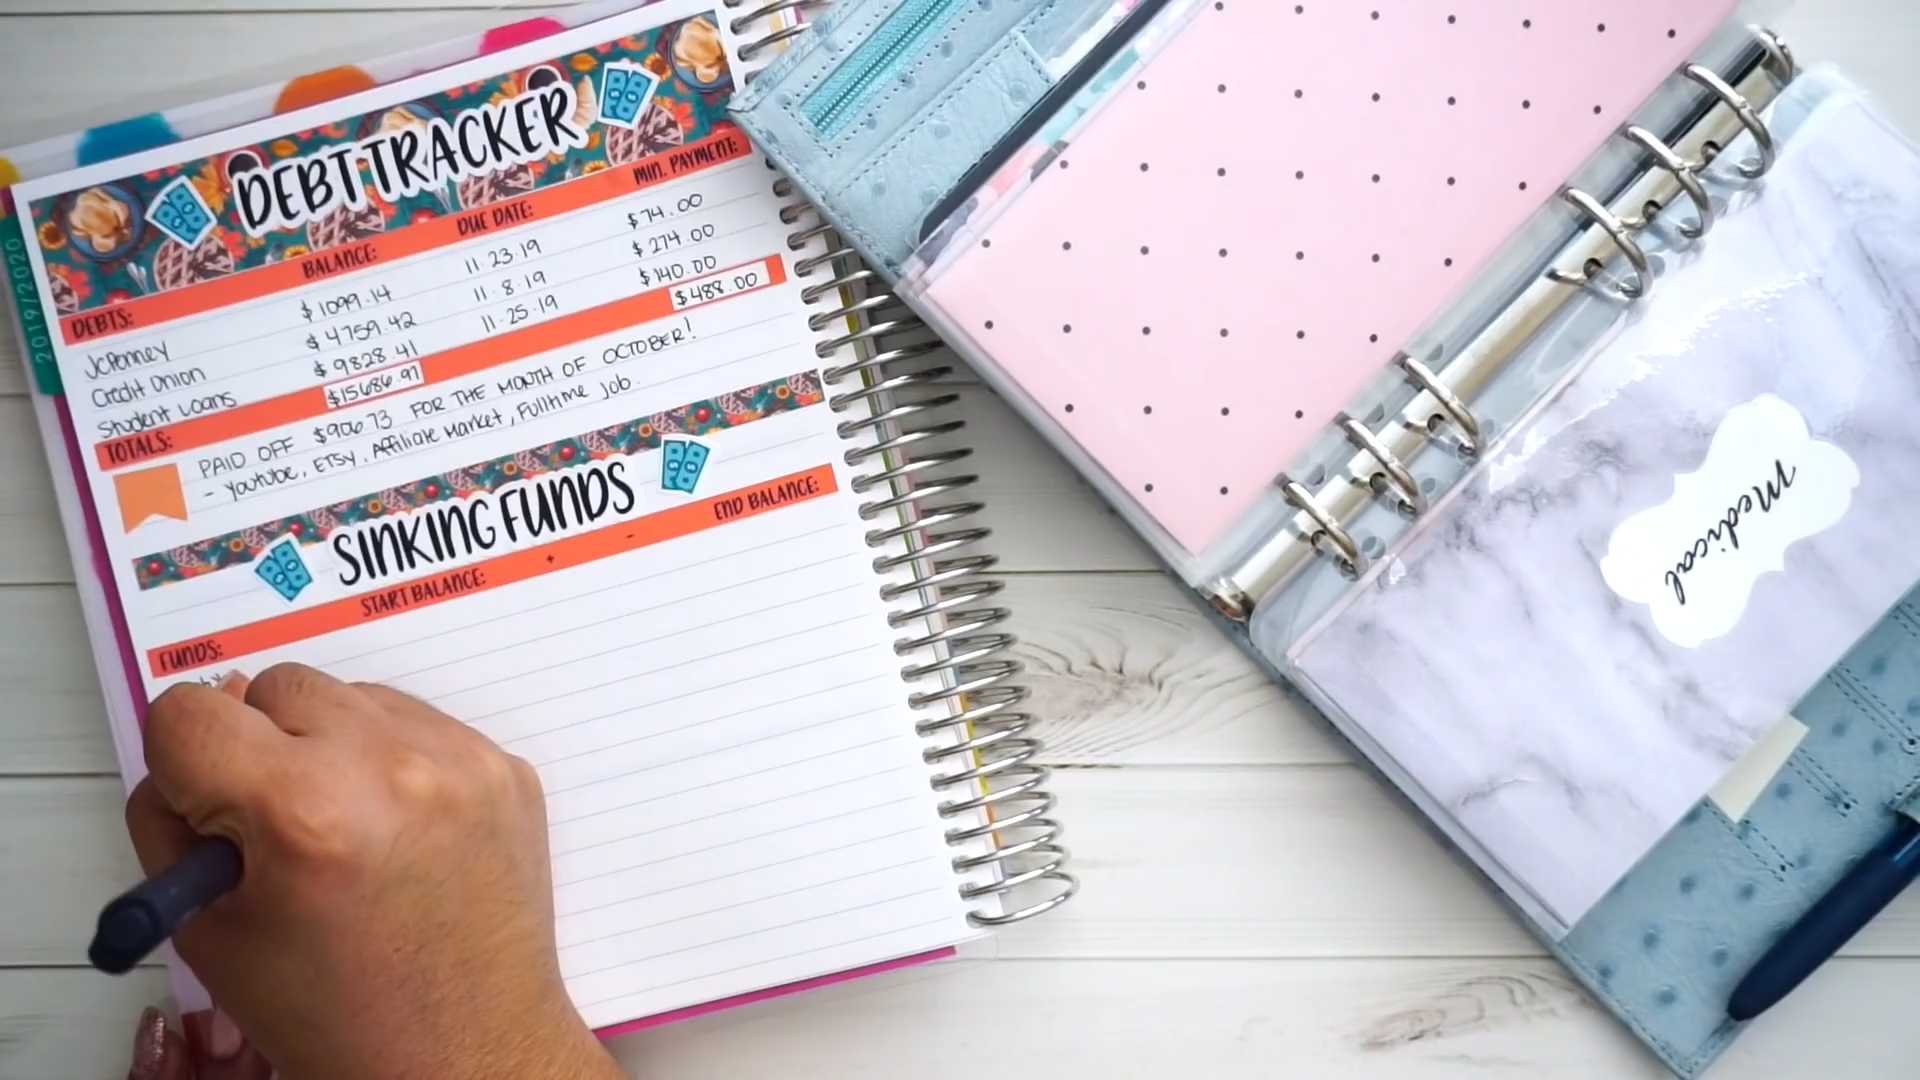 2019/2020
DEBT TRACKER
DEBTS: BALANCE: DUE DATE: MIN. PAYMENT:
JCPenney $1099.14 11.23.19 $74.00
Credit Union $4759.42 11.8.19 $274.00
Student Loans $9828.41 11.25.19 $140.00
TOTALS: $15686.97 $488.00
PAID OFF $906.73 FOR THE MONTH OF OCTOBER!
- Youtube, ETSY, Affiliate Market, Fulltime Job.
SINKING FUNDS
FUNDS: START BALANCE: + - END BALANCE:
Medical